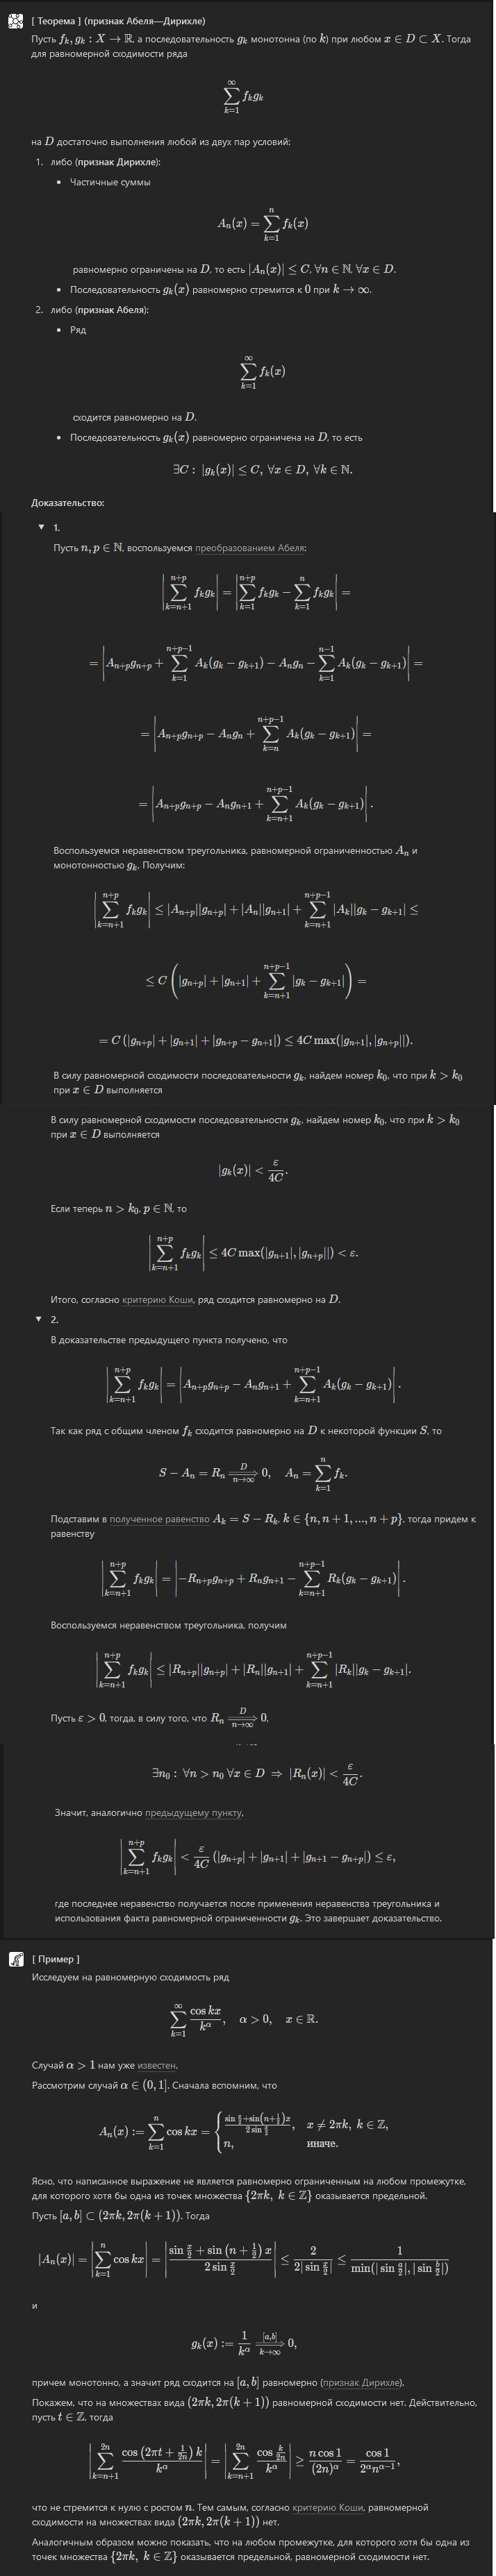 [ Теорема ] (признак Абеля—Дирихле)
Пусть $f_k, g_k : X \to \mathbb{R}$, а последовательность $g_k$ монотонна (по $k$) при любом $x \in D \subset X$. Тогда
для равномерной сходимости ряда
$$\sum_{k=1}^{\infty} f_k g_k$$
на $D$ достаточно выполнения любой из двух пар условий:
1. либо (признак Дирихле):
• Частичные суммы
$$A_n(x) = \sum_{k=1}^{n} f_k(x)$$
равномерно ограничены на $D$, то есть $|A_n(x)| \leq C, \forall n \in \mathbb{N}, \forall x \in D.$
• Последовательность $g_k(x)$ равномерно стремится к $0$ при $k \to \infty$.
2. либо (признак Абеля):
• Ряд
$$\sum_{k=1}^{\infty} f_k(x)$$
сходится равномерно на $D$.
• Последовательность $g_k(x)$ равномерно ограничена на $D$, то есть
$$\exists C : |g_k(x)| \leq C, \forall x \in D, \forall k \in \mathbb{N}.$$
Доказательство:
▼ 1.
Пусть $n, p \in \mathbb{N}$, воспользуемся преобразованием Абеля:
$$\left|\sum_{k=n+1}^{n+p} f_k g_k\right| = \left|\sum_{k=1}^{n+p} f_k g_k - \sum_{k=1}^{n} f_k g_k\right| =$$
$$= \left|A_{n+p} g_{n+p} + \sum_{k=1}^{n+p-1} A_k(g_k - g_{k+1}) - A_n g_n - \sum_{k=1}^{n-1} A_k(g_k - g_{k+1})\right| =$$
$$= \left|A_{n+p} g_{n+p} - A_n g_n + \sum_{k=n}^{n+p-1} A_k(g_k - g_{k+1})\right| =$$
$$= \left|A_{n+p} g_{n+p} - A_n g_{n+1} + \sum_{k=n+1}^{n+p-1} A_k(g_k - g_{k+1})\right|.$$
Воспользуемся неравенством треугольника, равномерной ограниченностью $A_n$ и
монотонностью $g_k$. Получим:
$$\left|\sum_{k=n+1}^{n+p} f_k g_k\right| \leq |A_{n+p}||g_{n+p}| + |A_n||g_{n+1}| + \sum_{k=n+1}^{n+p-1} |A_k||g_k - g_{k+1}| \leq$$
$$\leq C\left(|g_{n+p}| + |g_{n+1}| + \sum_{k=n+1}^{n+p-1} |g_k - g_{k+1}|\right) =$$
$$= C\left(|g_{n+p}| + |g_{n+1}| + |g_{n+p} - g_{n+1}|\right) \leq 4C \max(|g_{n+1}|, |g_{n+p}|).$$
В силу равномерной сходимости последовательности $g_k$, найдем номер $k_0$, что при $k > k_0$
при $x \in D$ выполняется
В силу равномерной сходимости последовательности $g_k$, найдем номер $k_0$, что при $k > k_0$
при $x \in D$ выполняется
$$|g_k(x)| < \frac{\varepsilon}{4C}.$$
Если теперь $n > k_0, p \in \mathbb{N}$, то
$$\left|\sum_{k=n+1}^{n+p} f_k g_k\right| \leq 4C \max(|g_{n+1}|, |g_{n+p}|) < \varepsilon.$$
Итого, согласно критерию Коши, ряд сходится равномерно на $D$.
▼ 2.
В доказательстве предыдущего пункта получено, что
$$\left|\sum_{k=n+1}^{n+p} f_k g_k\right| = \left|A_{n+p} g_{n+p} - A_n g_{n+1} + \sum_{k=n+1}^{n+p-1} A_k(g_k - g_{k+1})\right|.$$
Так как ряд с общим членом $f_k$ сходится равномерно на $D$ к некоторой функции $S$, то
$$S - A_n = R_n \underset{n \to \infty}{\overset{D}{\rightrightarrows}} 0, \quad A_n = \sum_{k=1}^{n} f_k.$$
Подставим в полученное равенство $A_k = S - R_k, k \in \{n, n+1, ..., n+p\}$, тогда придем к
равенству
$$\left|\sum_{k=n+1}^{n+p} f_k g_k\right| = \left|-R_{n+p} g_{n+p} + R_n g_{n+1} - \sum_{k=n+1}^{n+p-1} R_k(g_k - g_{k+1})\right|.$$
Воспользуемся неравенством треугольника, получим
$$\left|\sum_{k=n+1}^{n+p} f_k g_k\right| \leq |R_{n+p}||g_{n+p}| + |R_n||g_{n+1}| + \sum_{k=n+1}^{n+p-1} |R_k||g_k - g_{k+1}|.$$
Пусть $\varepsilon > 0$, тогда, в силу того, что $R_n \underset{n \to \infty}{\overset{D}{\rightrightarrows}} 0$,
$$\exists n_0 : \forall n > n_0 \ \forall x \in D \Rightarrow |R_n(x)| < \frac{\varepsilon}{4C}.$$
Значит, аналогично предыдущему пункту,
$$\left|\sum_{k=n+1}^{n+p} f_k g_k\right| < \frac{\varepsilon}{4C}\left(|g_{n+p}| + |g_{n+1}| + |g_{n+1} - g_{n+p}|\right) \leq \varepsilon,$$
где последнее неравенство получается после применения неравенства треугольника и
использования факта равномерной ограниченности $g_k$. Это завершает доказательство.
[ Пример ]
Исследуем на равномерную сходимость ряд
$$\sum_{k=1}^{\infty} \frac{\cos kx}{k^{\alpha}}, \quad \alpha > 0, \quad x \in \mathbb{R}.$$
Случай $\alpha > 1$ нам уже известен.
Рассмотрим случай $\alpha \in (0, 1]$. Сначала вспомним, что
$$A_n(x) := \sum_{k=1}^{n} \cos kx = \begin{cases} \frac{\sin \frac{x}{2} + \sin\left(n + \frac{1}{2}\right)x}{2 \sin \frac{x}{2}}, & x \neq 2\pi k, \ k \in \mathbb{Z}, \\ n, & \text{иначе.} \end{cases}$$
Ясно, что написанное выражение не является равномерно ограниченным на любом промежутке,
для которого хотя бы одна из точек множества $\{2\pi k, \ k \in \mathbb{Z}\}$ оказывается предельной.
Пусть $[a, b] \subset (2\pi k, 2\pi(k+1))$. Тогда
$$|A_n(x)| = \left|\sum_{k=1}^{n} \cos kx\right| = \left|\frac{\sin \frac{x}{2} + \sin\left(n + \frac{1}{2}\right)x}{2 \sin \frac{x}{2}}\right| \leq \frac{2}{2|\sin \frac{x}{2}|} \leq \frac{1}{\min(|\sin \frac{a}{2}|, |\sin \frac{b}{2}|)}$$
и
$$g_k(x) := \frac{1}{k^{\alpha}} \underset{k \to \infty}{\overset{[a,b]}{\rightrightarrows}} 0,$$
причем монотонно, а значит ряд сходится на $[a, b]$ равномерно (признак Дирихле).
Покажем, что на множествах вида $(2\pi k, 2\pi(k+1))$ равномерной сходимости нет. Действительно,
пусть $t \in \mathbb{Z}$, тогда
$$\left|\sum_{k=n+1}^{2n} \frac{\cos\left(2\pi t + \frac{1}{2n}\right)k}{k^{\alpha}}\right| = \left|\sum_{k=n+1}^{2n} \frac{\cos \frac{k}{2n}}{k^{\alpha}}\right| \geq \frac{n \cos 1}{(2n)^{\alpha}} = \frac{\cos 1}{2^{\alpha} n^{\alpha-1}},$$
что не стремится к нулю с ростом $n$. Тем самым, согласно критерию Коши, равномерной
сходимости на множествах вида $(2\pi k, 2\pi(k+1))$ нет.
Аналогичным образом можно показать, что на любом промежутке, для которого хотя бы одна из
точек множества $\{2\pi k, \ k \in \mathbb{Z}\}$ оказывается предельной, равномерной сходимости нет.